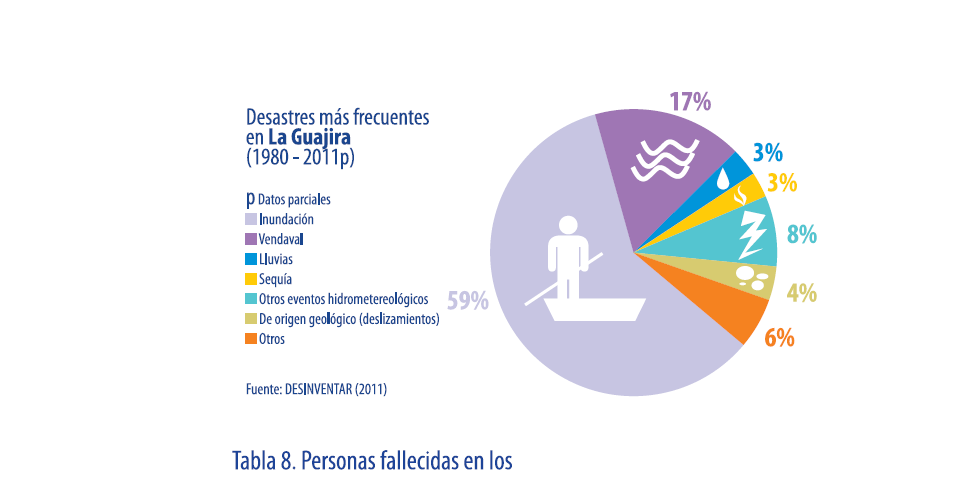 Desastres más frecuentes
en La Guajira
(1980 - 2011p)
p Datos parciales
Inundación
Vendaval
Lluvias
Sequía
Otros eventos hidrometereológicos
De origen geológico (deslizamientos)
Otros
Fuente: DESINVENTAR (2011)
17%
3%
3%
8%
4%
6%
59%
Tabla 8. Personas fallecidas en los